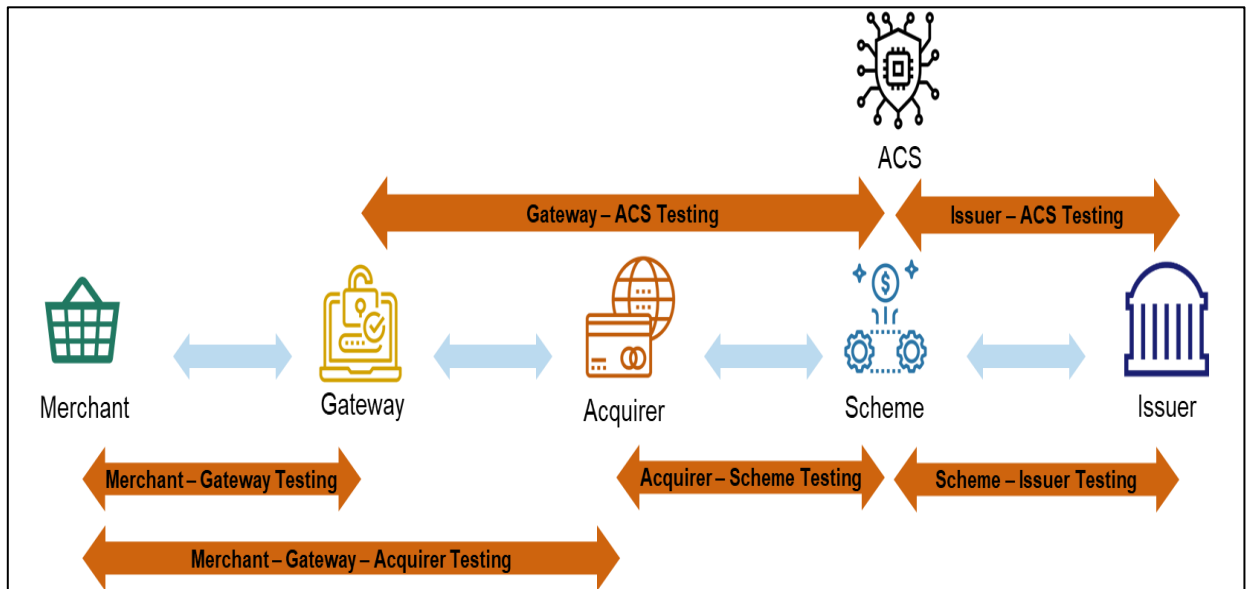 ACS
Gateway – ACS Testing
Issuer – ACS Testing
$
Merchant
Gateway
Acquirer
Scheme
Issuer
Merchant – Gateway Testing
Acquirer – Scheme Testing
Scheme – Issuer Testing
Merchant – Gateway – Acquirer Testing